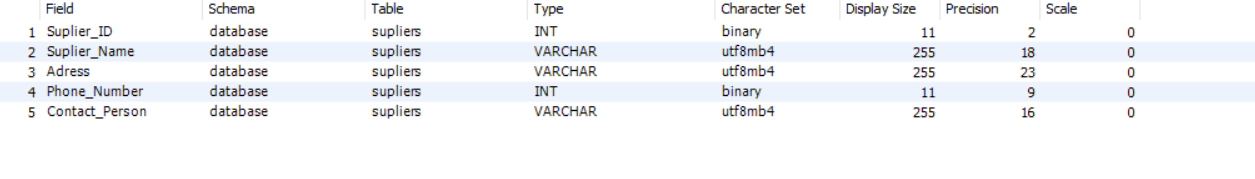 Field Schema Table Type Character Set Display Size Precision Scale
1 Suplier_ID database supliers INT binary 11 2 0
2 Suplier_Name database supliers VARCHAR utf8mb4 255 18 0
3 Adress database supliers VARCHAR utf8mb4 255 23 0
4 Phone_Number database supliers INT binary 11 9 0
5 Contact_Person database supliers VARCHAR utf8mb4 255 16 0